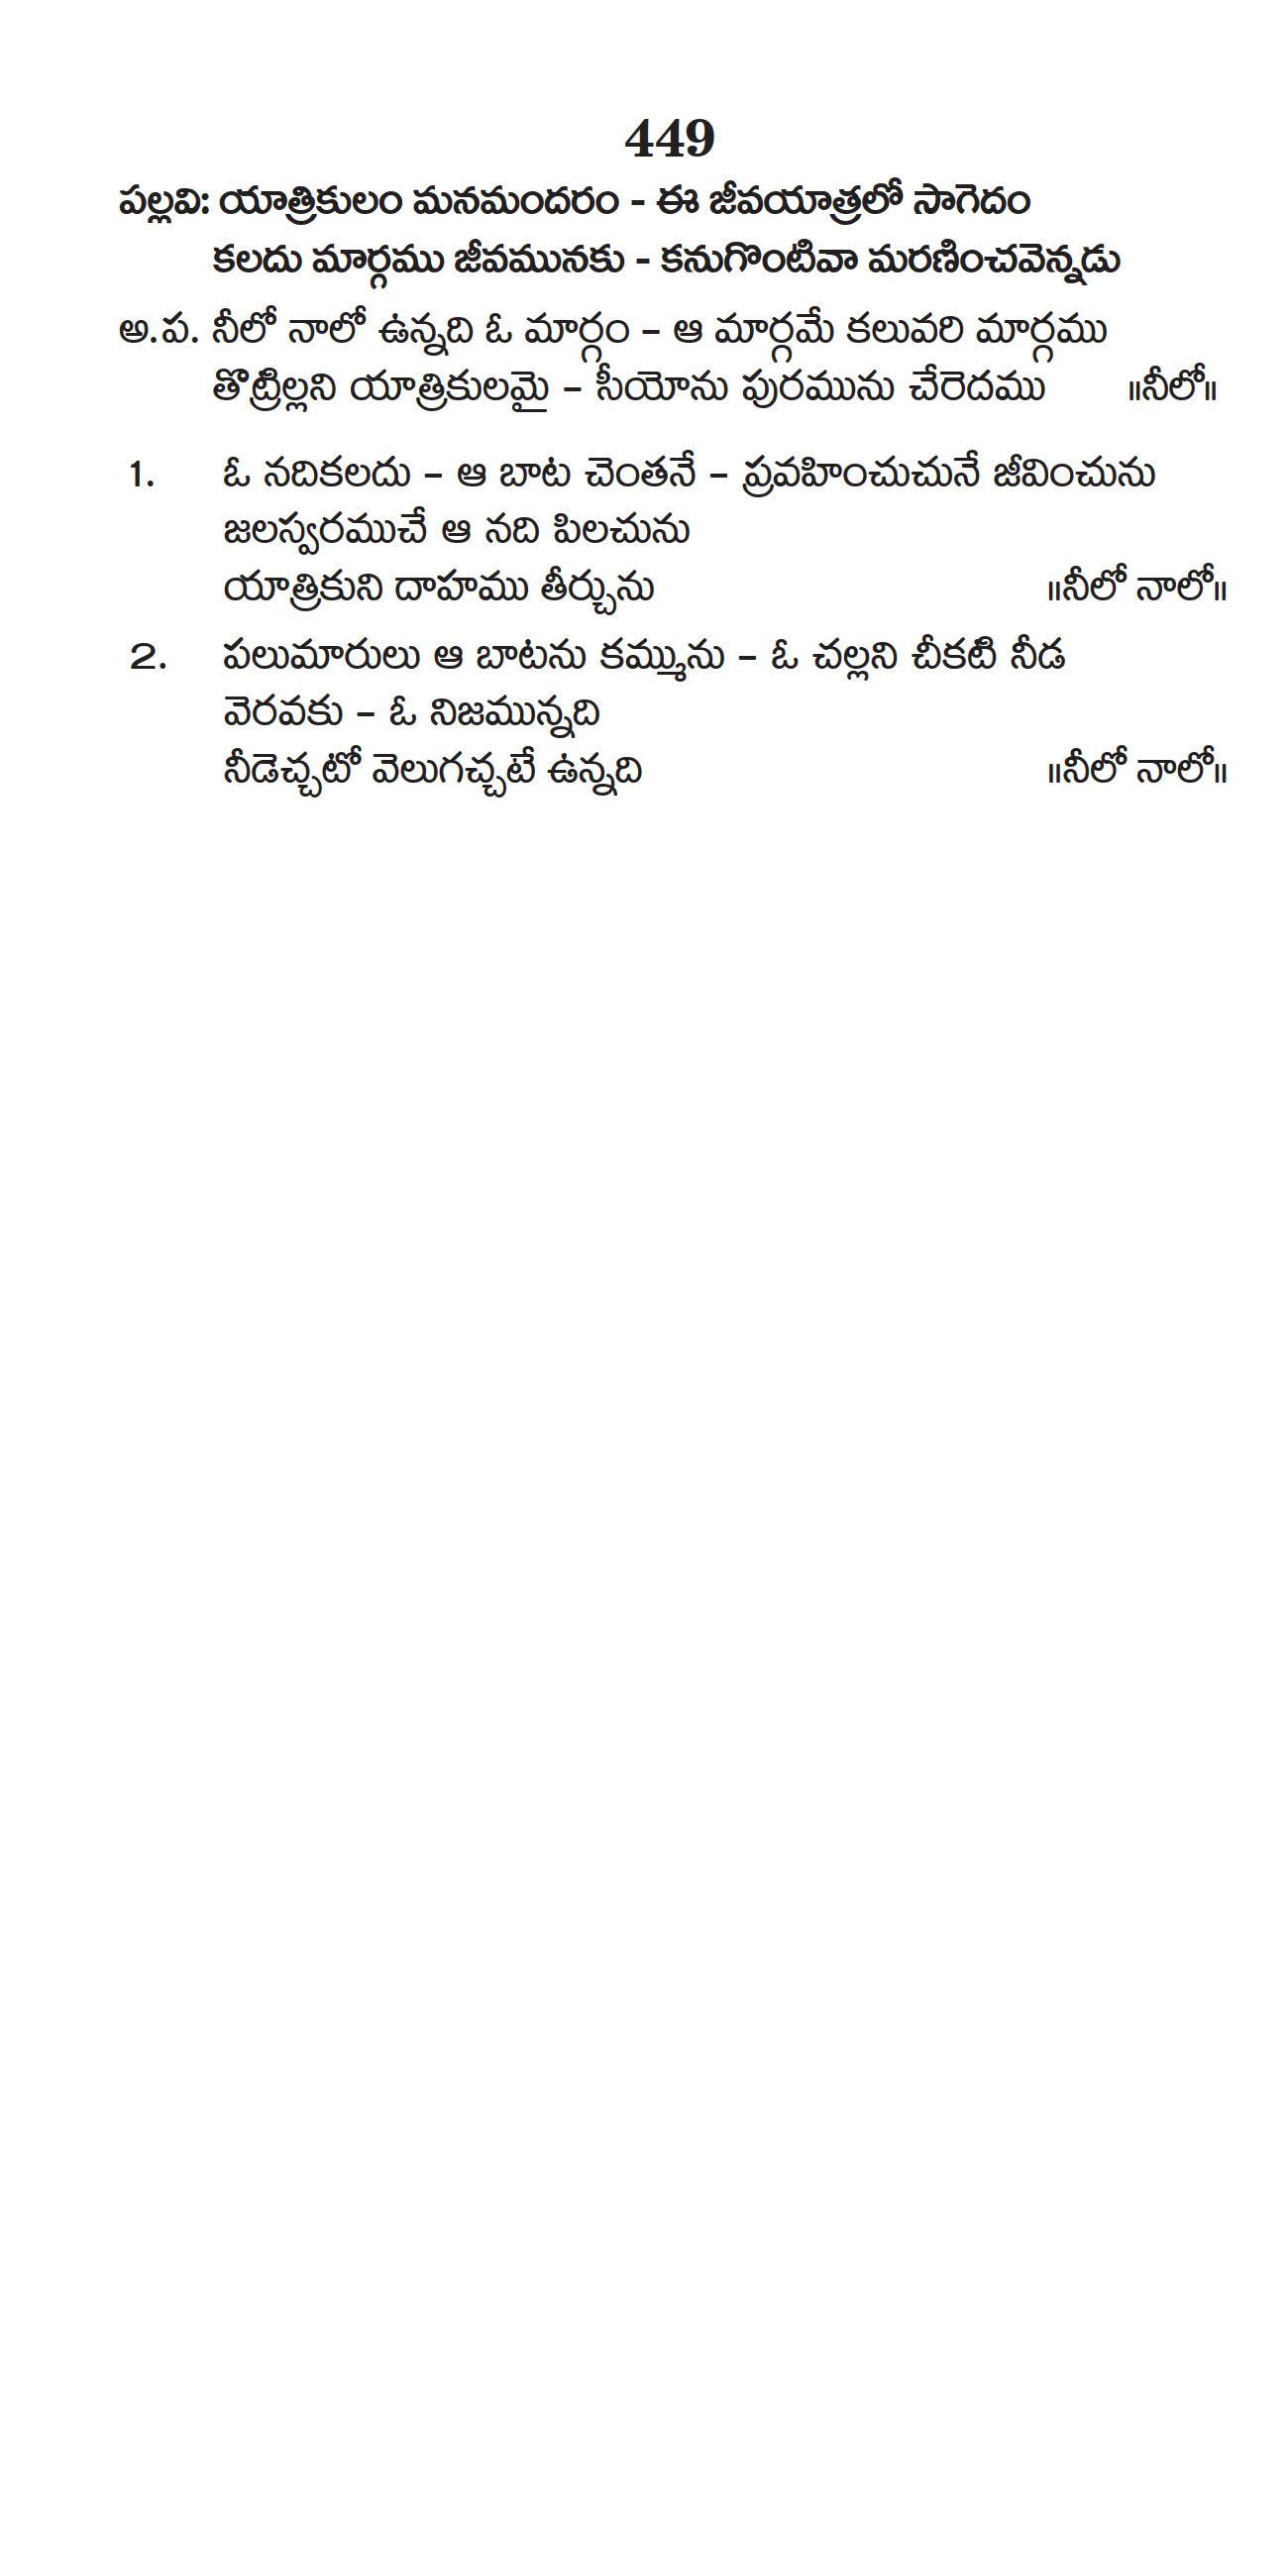 449
పల్లవి: యాత్రికులం మనమందరం - ఈ జీవయాత్రలో సాగెదం
కలదు మార్గము జీవమునకు - కనుగొంటివా మరణించవెన్నడు
అ.ప. నీలో నాలో ఉన్నది ఓ మార్గం – ఆ మార్గమే కలువరి మార్గము
తొట్రిల్లని యాత్రికులమై – సీయోను పురమును చేరెదము ॥నీలో॥
1. ఓ నదికలదు – ఆ బాట చెంతనే – ప్రవహించుచునే జీవించును
జలస్వరముచే ఆ నది పిలచును
యాత్రికుని దాహము తీర్చును ॥నీలో నాలో॥
2. పలుమారులు ఆ బాటను కమ్మును – ఓ చల్లని చీకటి నీడ
వెరవకు – ఓ నిజమున్నది
నీడెచ్చటో వెలుగచ్చటే ఉన్నది ॥నీలో నాలో॥